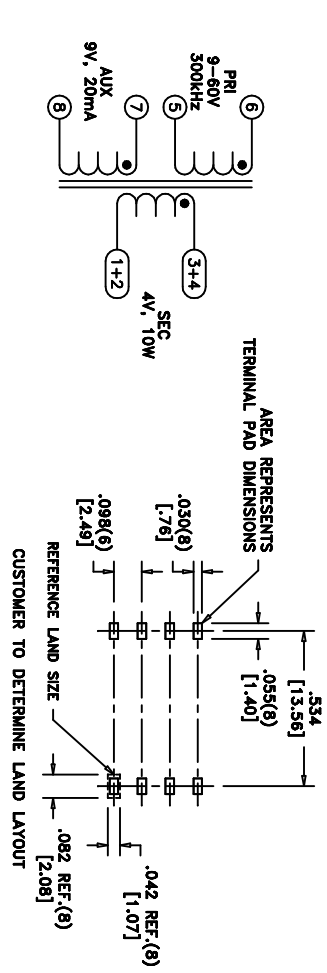 PRI
9-60V
300kHz
6
5
AUX
9V, 20mA
7
8
3+4
1+2
SEC
4V, 10W
AREA REPRESENTS
TERMINAL PAD DIMENSIONS
.030(8)
[.76]
.098(6)
[2.49]
.534
[13.56]
.055(8)
[1.40]
REFERENCE LAND SIZE
.042 REF.(8)
[1.07]
.082 REF.(8)
[2.08]
CUSTOMER TO DETERMINE LAND LAYOUT